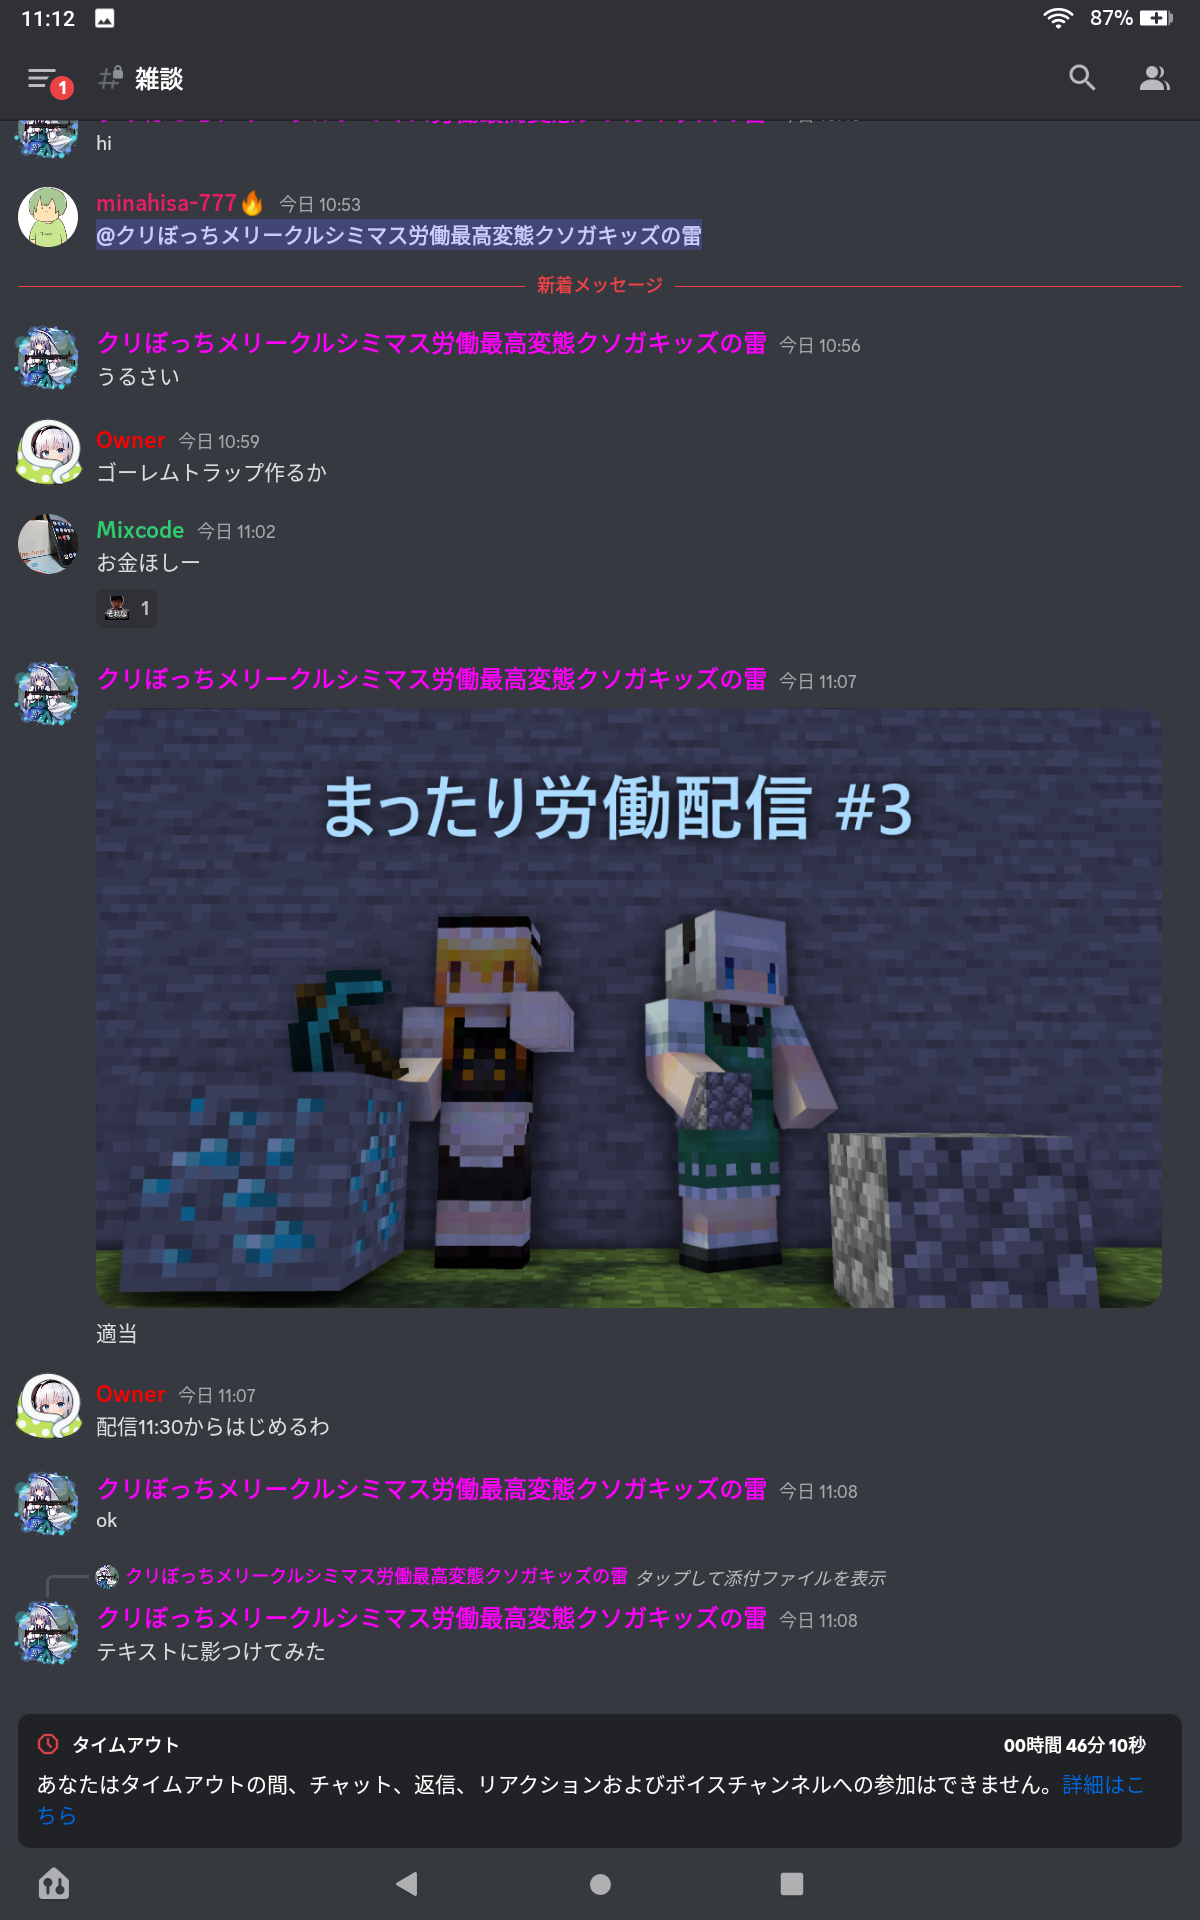 11:12
87%
1
雑談
hi
minahisa-777🔥 今日 10:53
@クリぼっちメリークルシミマス労働最高変態クソガキッズの雷
新着メッセージ
クリぼっちメリークルシミマス労働最高変態クソガキッズの雷 今日 10:56
うるさい
Owner 今日 10:59
ゴーレムトラップ作るか
Mixcode 今日 11:02
お金ほしー
それな 1
クリぼっちメリークルシミマス労働最高変態クソガキッズの雷 今日 11:07
まったり労働配信 #3
適当
Owner 今日 11:07
配信11:30からはじめるわ
クリぼっちメリークルシミマス労働最高変態クソガキッズの雷 今日 11:08
ok
クリぼっちメリークルシミマス労働最高変態クソガキッズの雷 タップして添付ファイルを表示
クリぼっちメリークルシミマス労働最高変態クソガキッズの雷 今日 11:08
テキストに影つけてみた
タイムアウト 00時間 46分 10秒
あなたはタイムアウトの間、チャット、返信、リアクションおよびボイスチャンネルへの参加はできません。詳細はこ
ちら